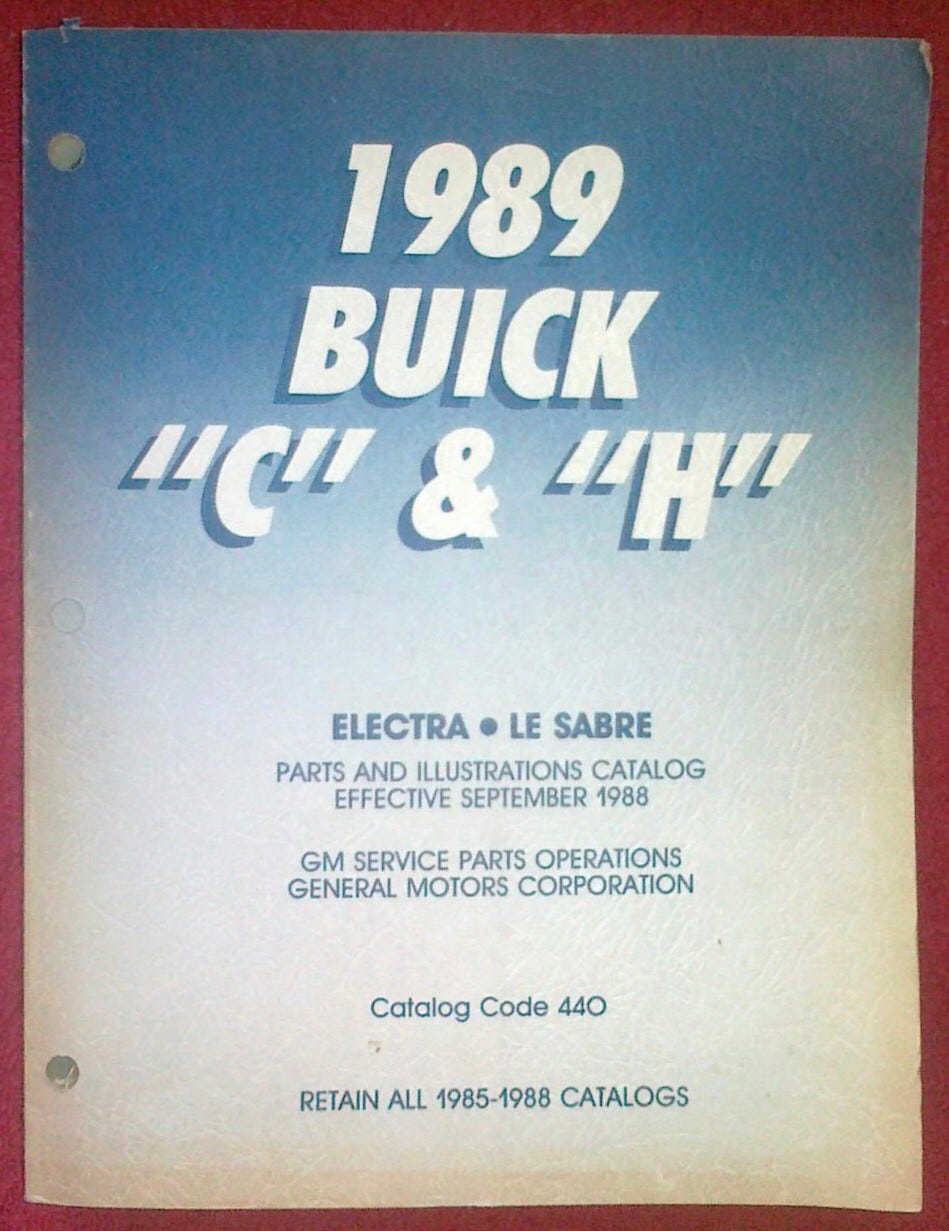 1989
BUICK
"C" & "H"
ELECTRA • LE SABRE
PARTS AND ILLUSTRATIONS CATALOG
EFFECTIVE SEPTEMBER 1988
GM SERVICE PARTS OPERATIONS
GENERAL MOTORS CORPORATION
Catalog Code 440
RETAIN ALL 1985-1988 CATALOGS